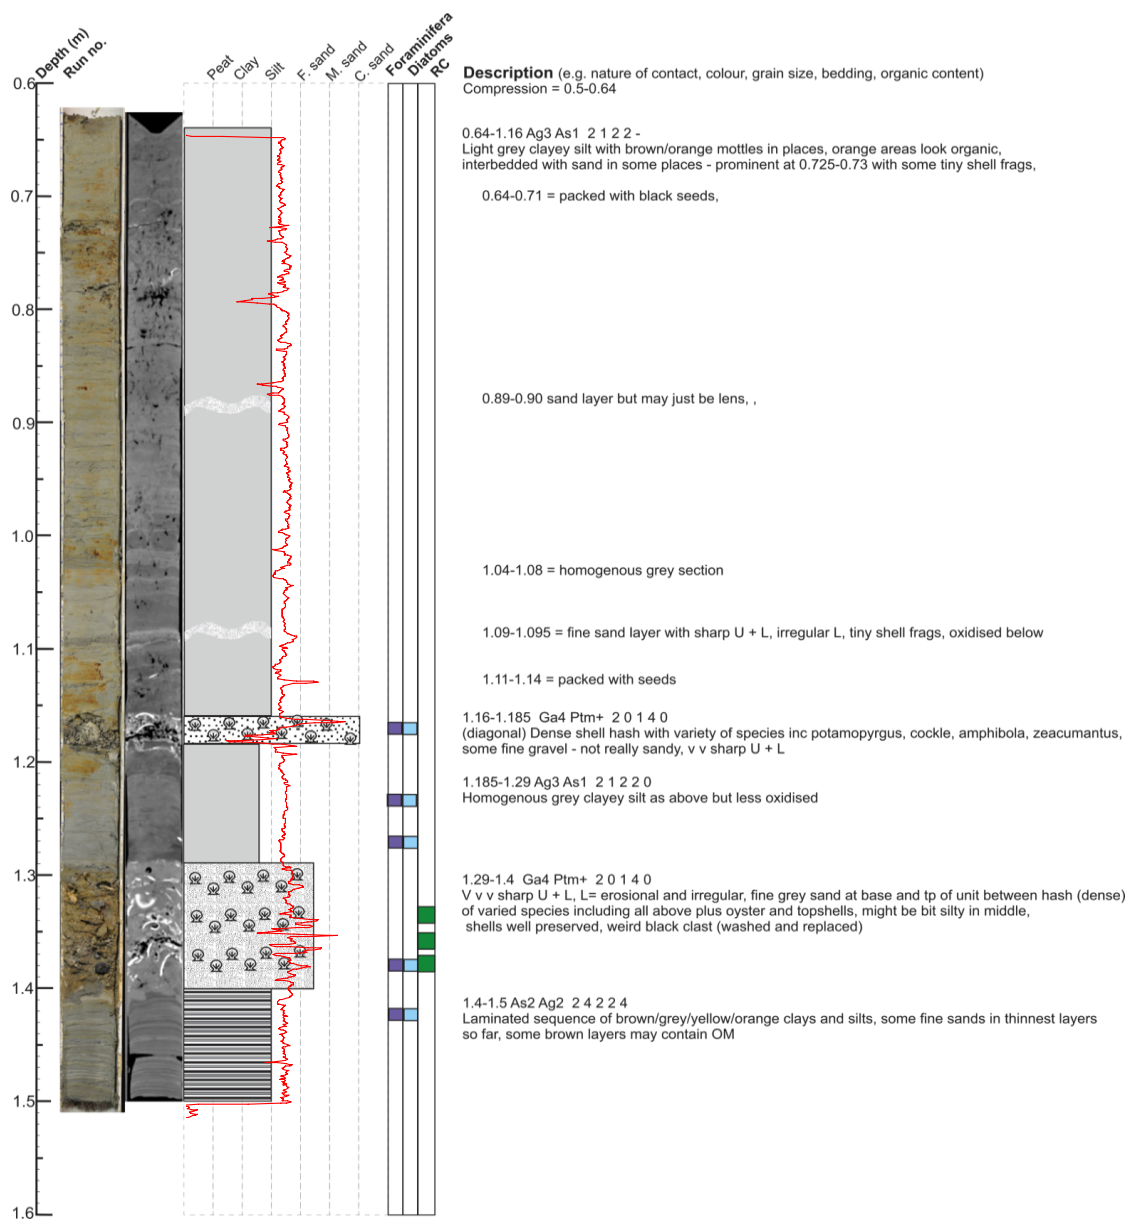 Depth (m)
Run no.
Peat
Clay
Silt
F. sand
M. sand
C. sand
Foraminifera
Diatoms
RC
Description (e.g. nature of contact, colour, grain size, bedding, organic content)
Compression = 0.5-0.64
0.6
0.64-1.16 Ag3 As1 2 1 2 2 -
Light grey clayey silt with brown/orange mottles in places, orange areas look organic,
interbedded with sand in some places - prominent at 0.725-0.73 with some tiny shell frags,
0.7
0.64-0.71 = packed with black seeds,
0.8
0.89-0.90 sand layer but may just be lens, ,
0.9
1.0
1.04-1.08 = homogenous grey section
1.09-1.095 = fine sand layer with sharp U + L, irregular L, tiny shell frags, oxidised below
1.1
1.11-1.14 = packed with seeds
1.16-1.185 Ga4 Ptm+ 2 0 1 4 0
(diagonal) Dense shell hash with variety of species inc potamopyrgus, cockle, amphibola, zeacumantus,
some fine gravel - not really sandy, v v sharp U + L
1.2
1.185-1.29 Ag3 As1 2 1 2 2 0
Homogenous grey clayey silt as above but less oxidised
1.3
1.29-1.4 Ga4 Ptm+ 2 0 1 4 0
V v v sharp U + L, L= erosional and irregular, fine grey sand at base and tp of unit between hash (dense)
of varied species including all above plus oyster and topshells, might be bit silty in middle,
shells well preserved, weird black clast (washed and replaced)
1.4
1.4-1.5 As2 Ag2 2 4 2 2 4
Laminated sequence of brown/grey/yellow/orange clays and silts, some fine sands in thinnest layers
so far, some brown layers may contain OM
1.5
1.6